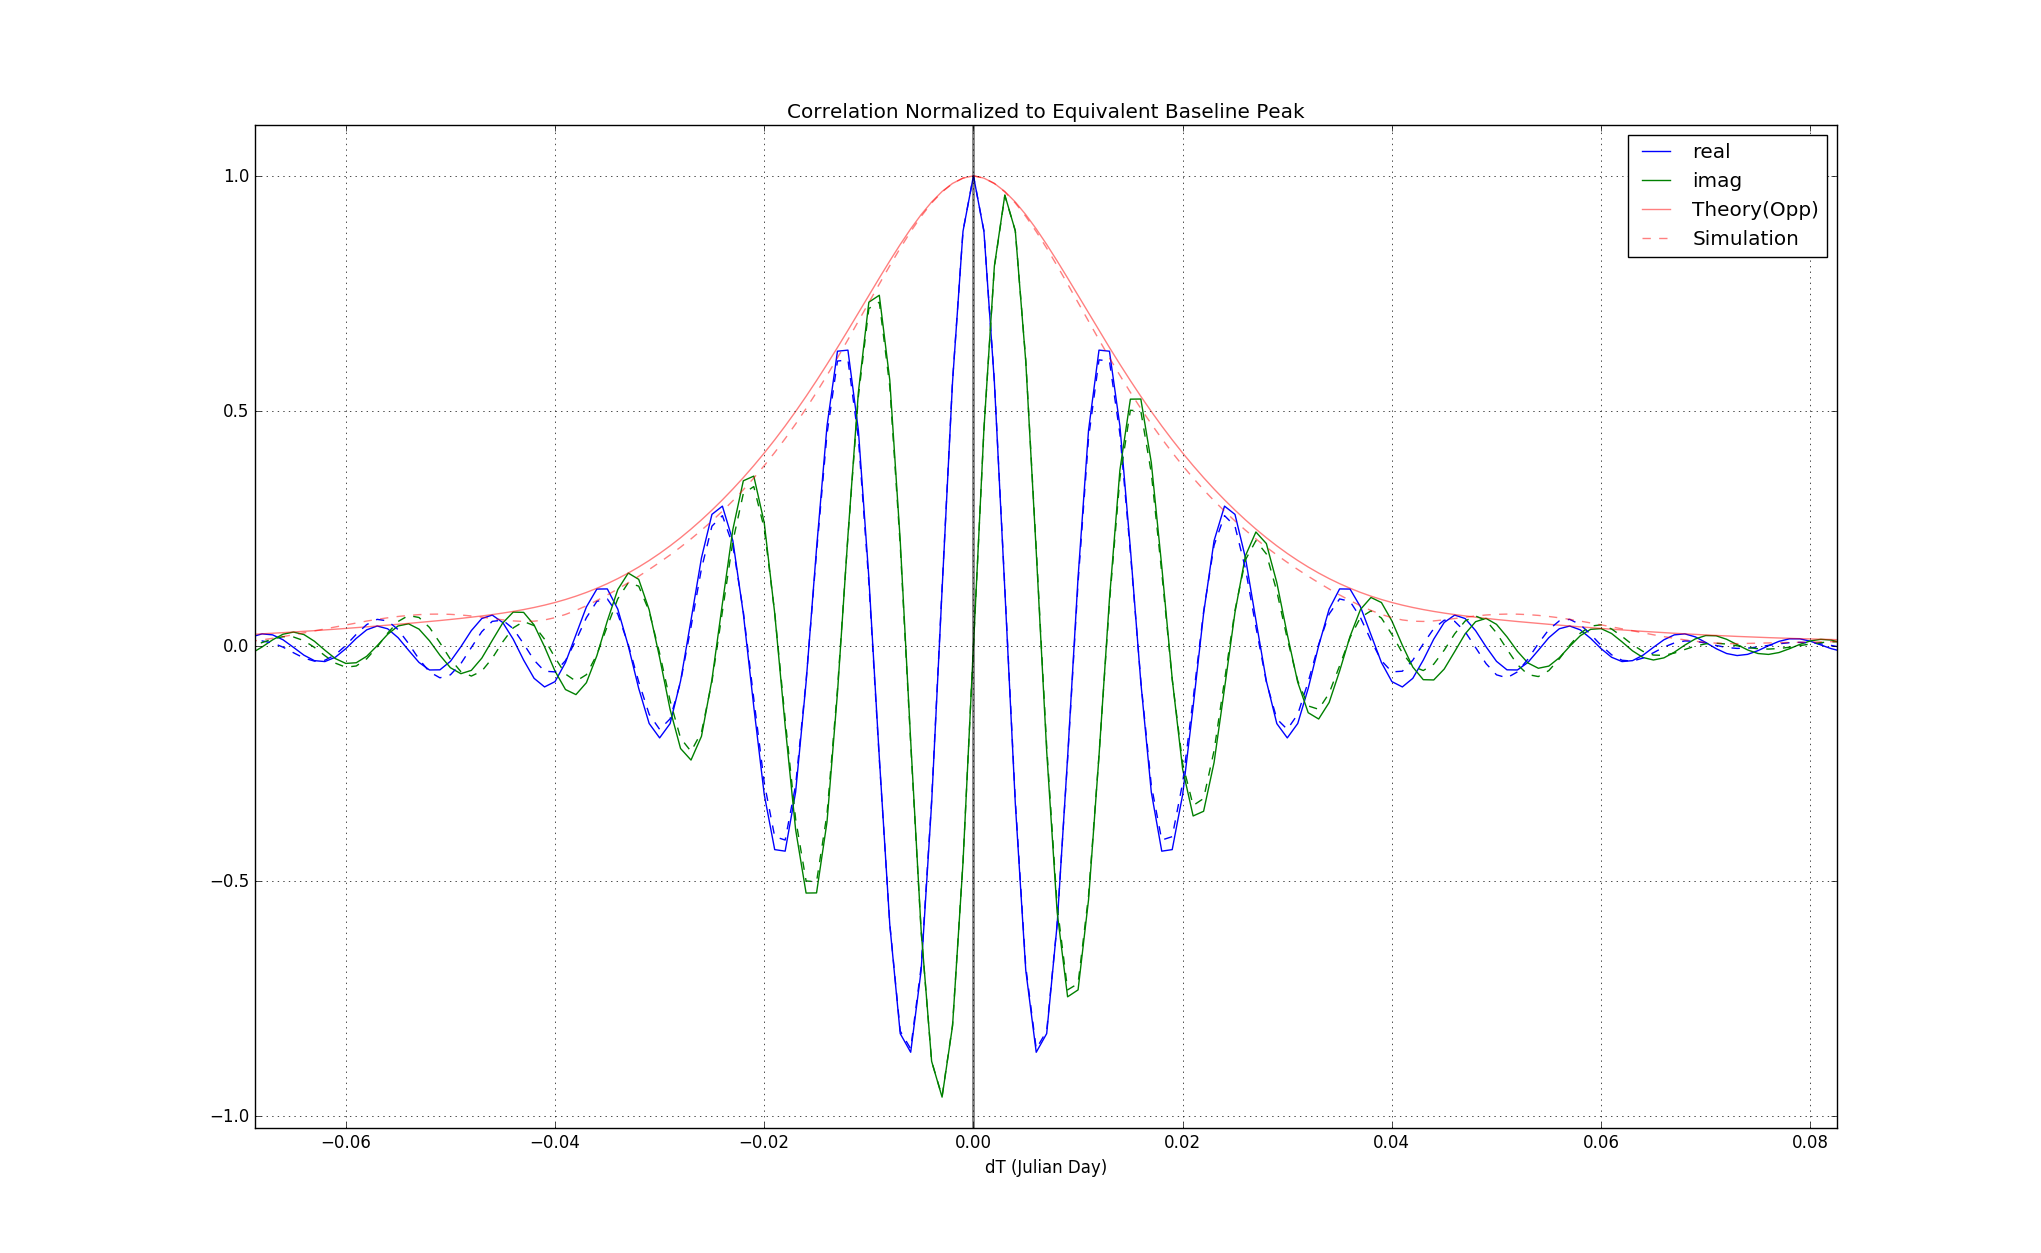 Correlation Normalized to Equivalent Baseline Peak
real
imag
Theory(Opp)
Simulation
1.0
0.5
0.0
−0.5
−1.0
−0.06 −0.04 −0.02 0.00 0.02 0.04 0.06 0.08
dT (Julian Day)